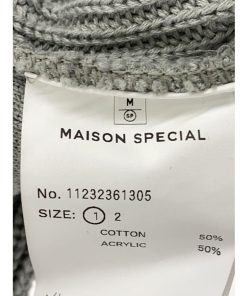 M
SP
MAISON SPECIAL
No. 11232361305
SIZE: 1 2
COTTON 50%
ACRYLIC 50%